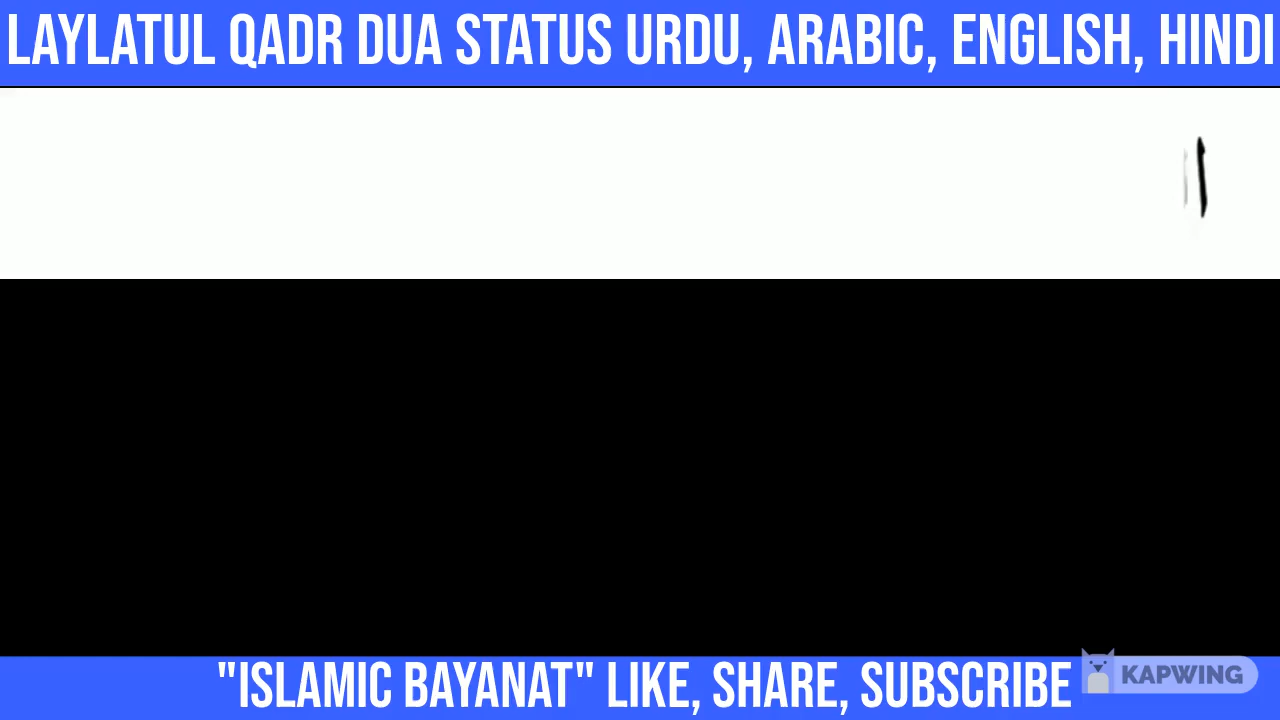 LAYLATUL QADR DUA STATUS URDU, ARABIC, ENGLISH, HINDI
ا
"ISLAMIC BAYANAT" LIKE, SHARE, SUBSCRIBE
KAPWING